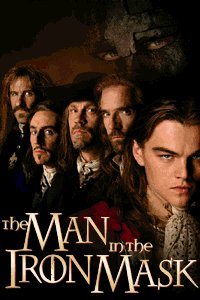 THE MAN IN THE
IRON MASK